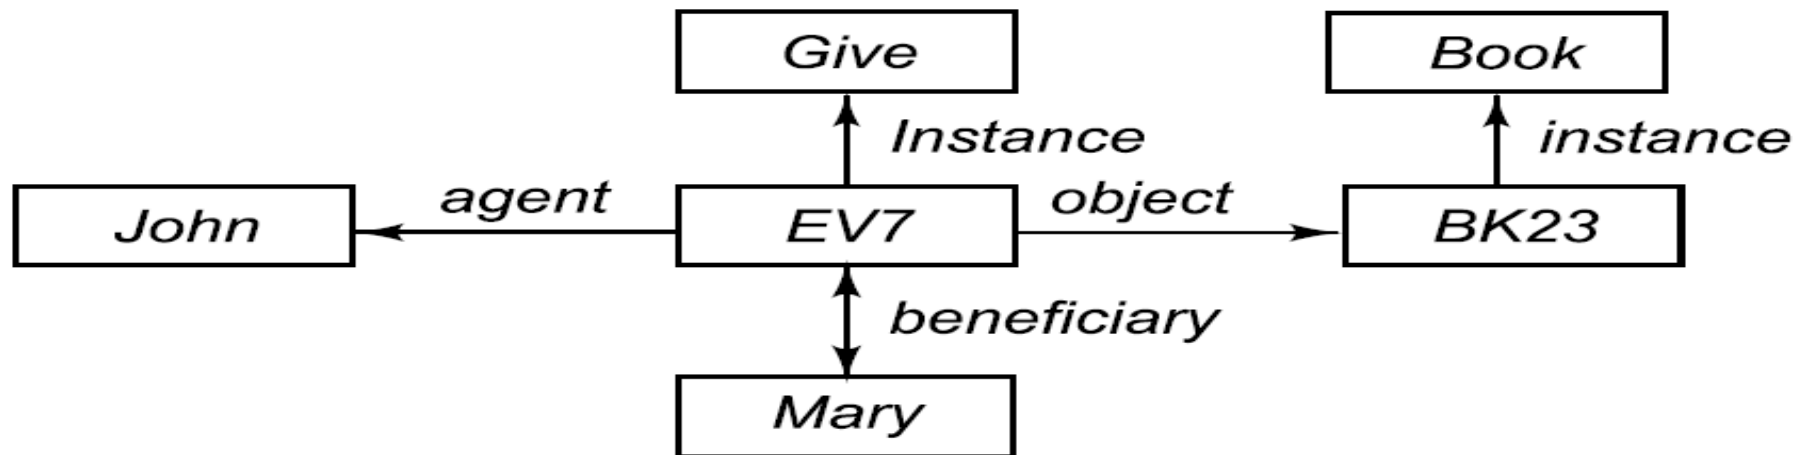 Give
Book
Instance
instance
agent
object
John
EV7
BK23
beneficiary
Mary